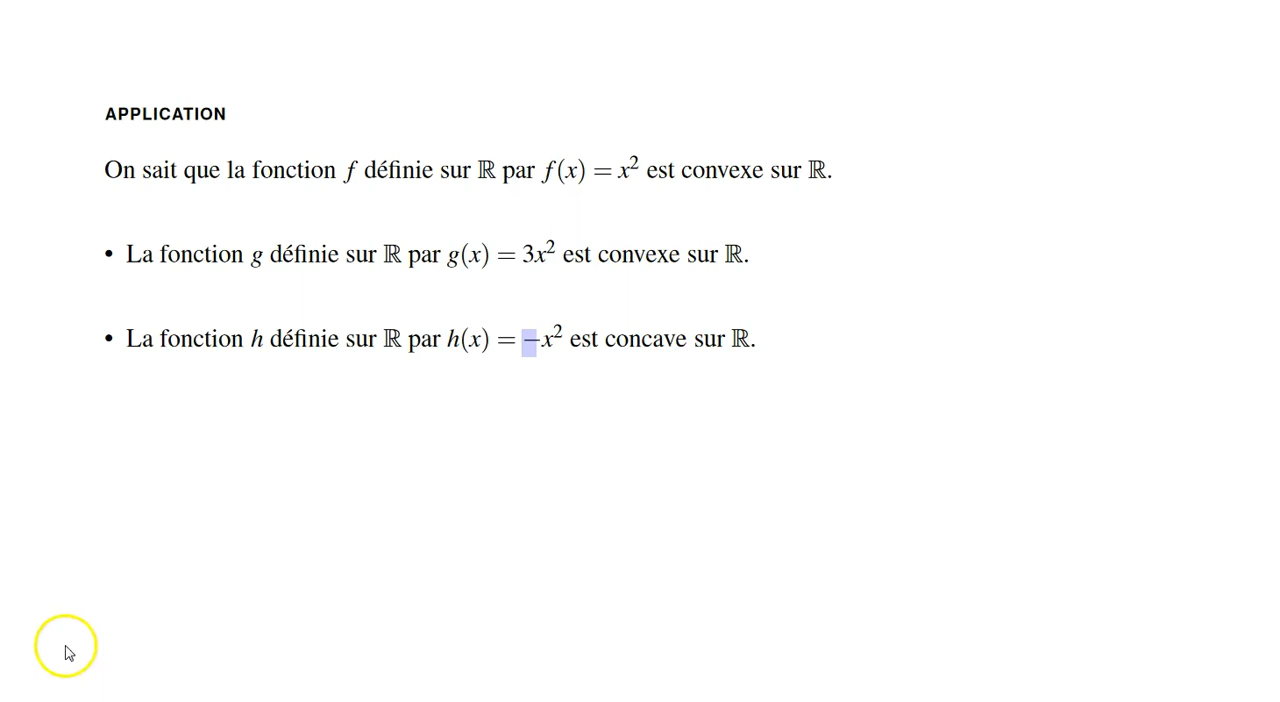 APPLICATION
On sait que la fonction f définie sur ℝ par f(x) = x² est convexe sur ℝ.
• La fonction g définie sur ℝ par g(x) = 3x² est convexe sur ℝ.
• La fonction h définie sur ℝ par h(x) = −x² est concave sur ℝ.